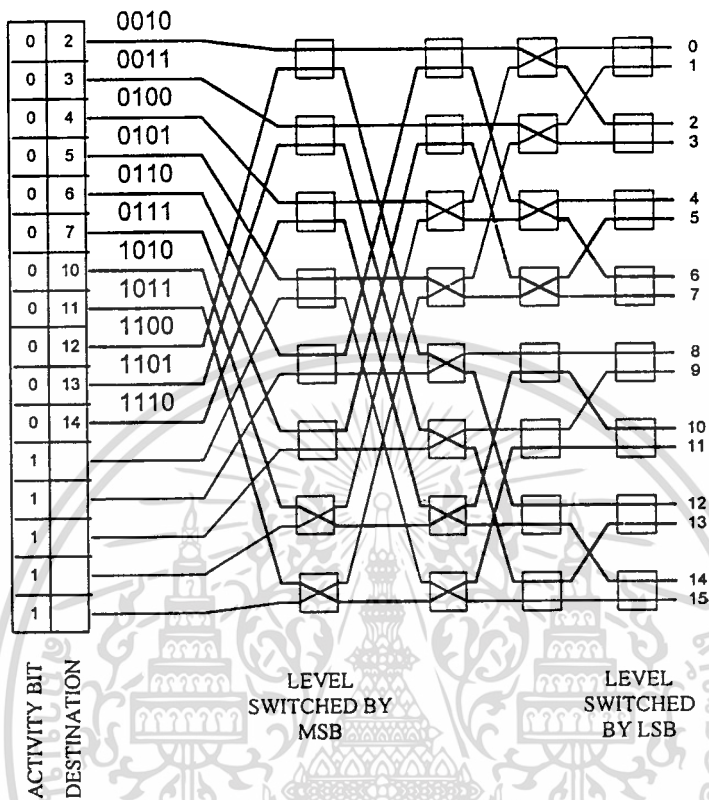 0 2 0010
0 3 0011
0 4 0100
0 5 0101
0 6 0110
0 7 0111
0 10 1010
0 11 1011
0 12 1100
0 13 1101
0 14 1110
1
1
1
1
1
0
1
2
3
4
5
6
7
8
9
10
11
12
13
14
15
ACTIVITY BIT
DESTINATION
LEVEL
SWITCHED BY
MSB
LEVEL
SWITCHED
BY LSB